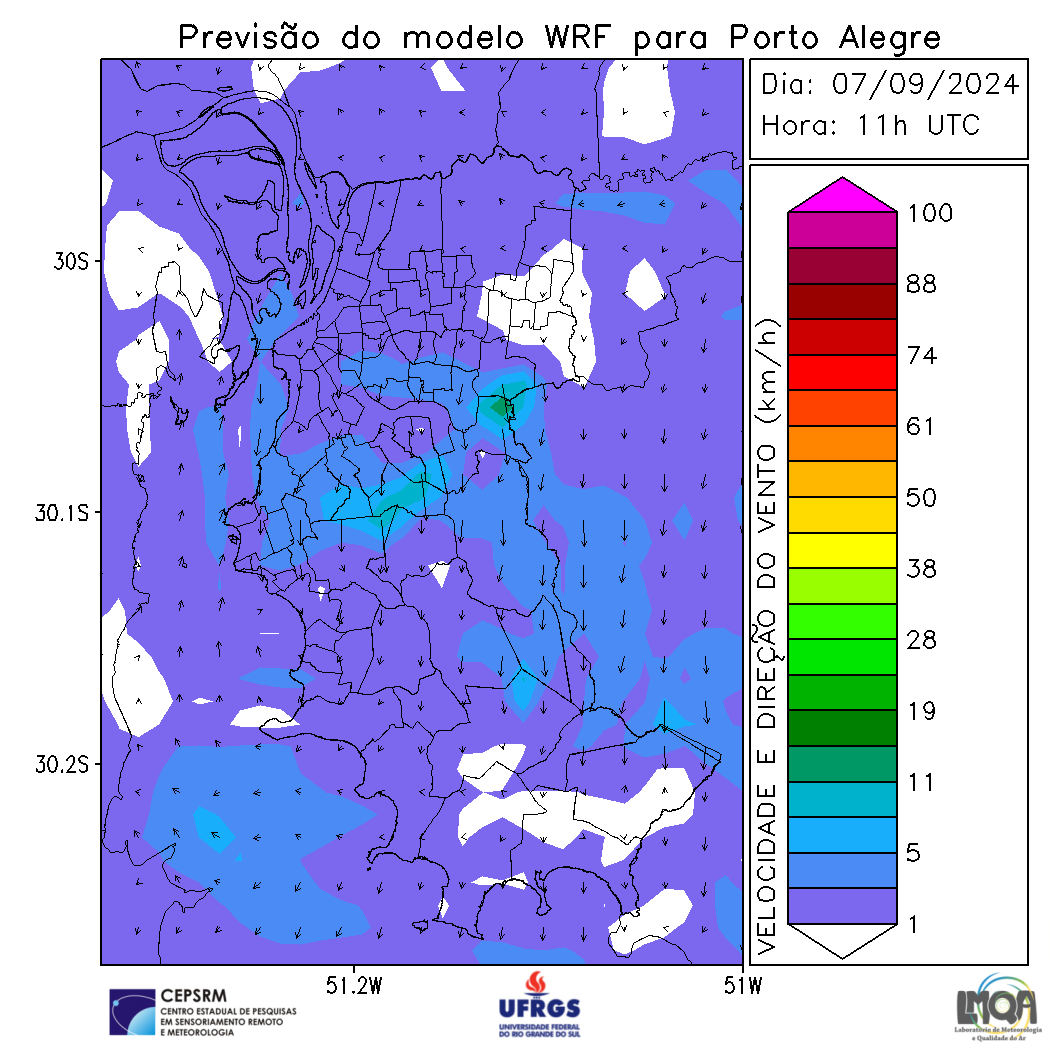 Previsão do modelo WRF para Porto Alegre
Dia: 07/09/2024
Hora: 11h UTC
30S
30.1S
30.2S
51.2W
51W
VELOCIDADE E DIREÇÃO DO VENTO (km/h)
100
88
74
61
50
38
28
19
11
5
1
CEPSRM
CENTRO ESTADUAL DE PESQUISAS
EM SENSORIAMENTO REMOTO
E METEOROLOGIA
UFRGS
UNIVERSIDADE FEDERAL
DO RIO GRANDE DO SUL
LMQA
Laboratório de Meteorologia
e Qualidade do Ar